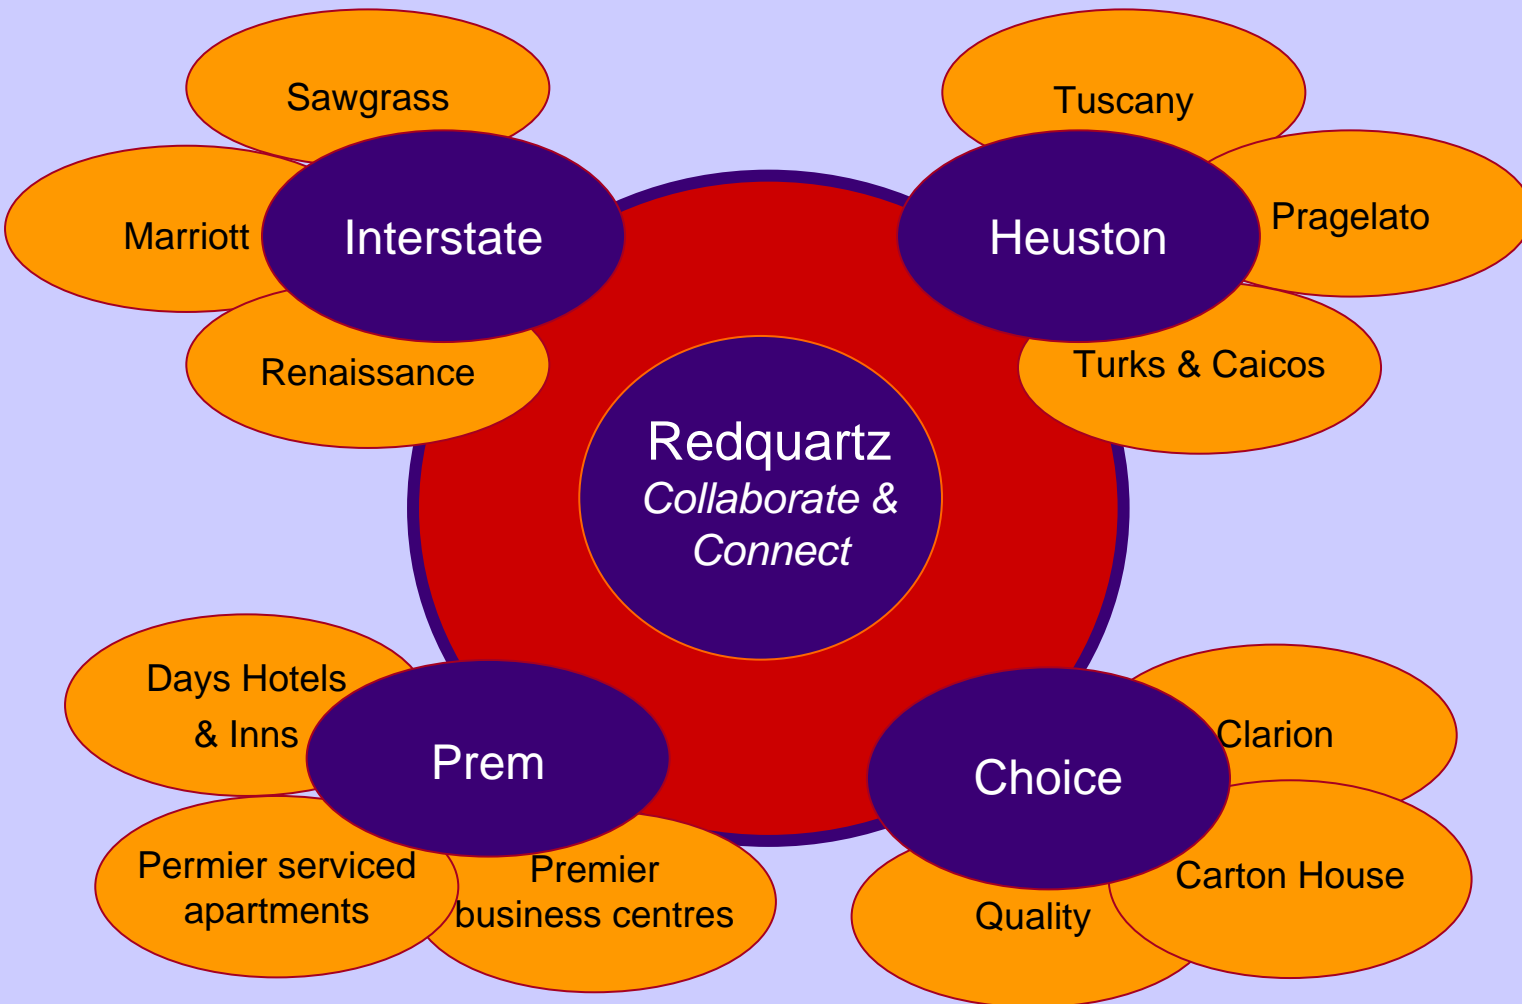 Sawgrass
Marriott
Interstate
Renaissance
Tuscany
Pragelato
Heuston
Turks & Caicos
Redquartz
Collaborate &
Connect
Days Hotels
& Inns
Prem
Permier serviced
apartments
Premier
business centres
Choice
Clarion
Carton House
Quality